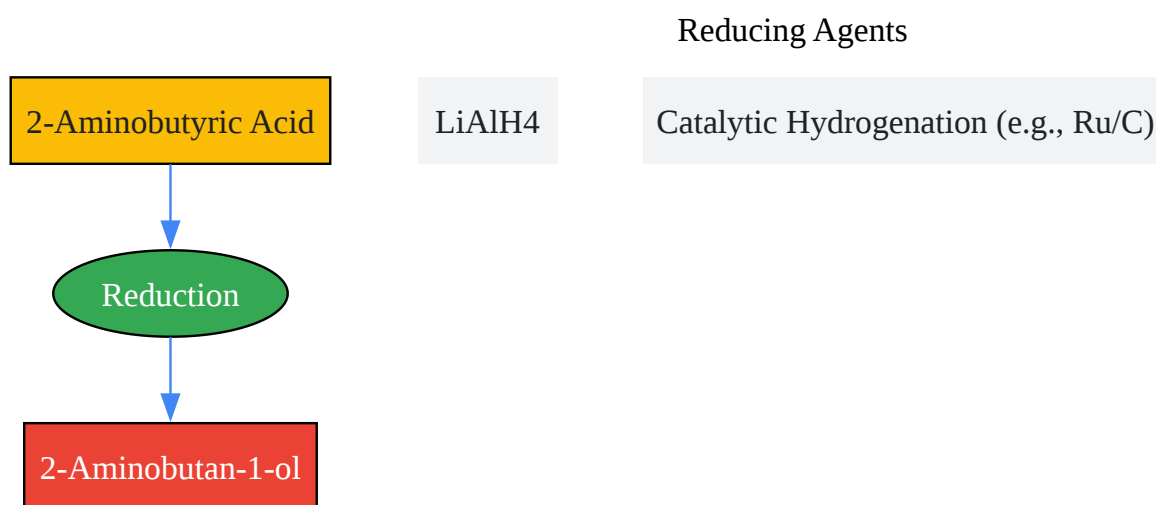 Reducing Agents
2-Aminobutyric Acid
LiAlH4
Catalytic Hydrogenation (e.g., Ru/C)
Reduction
2-Aminobutan-1-ol